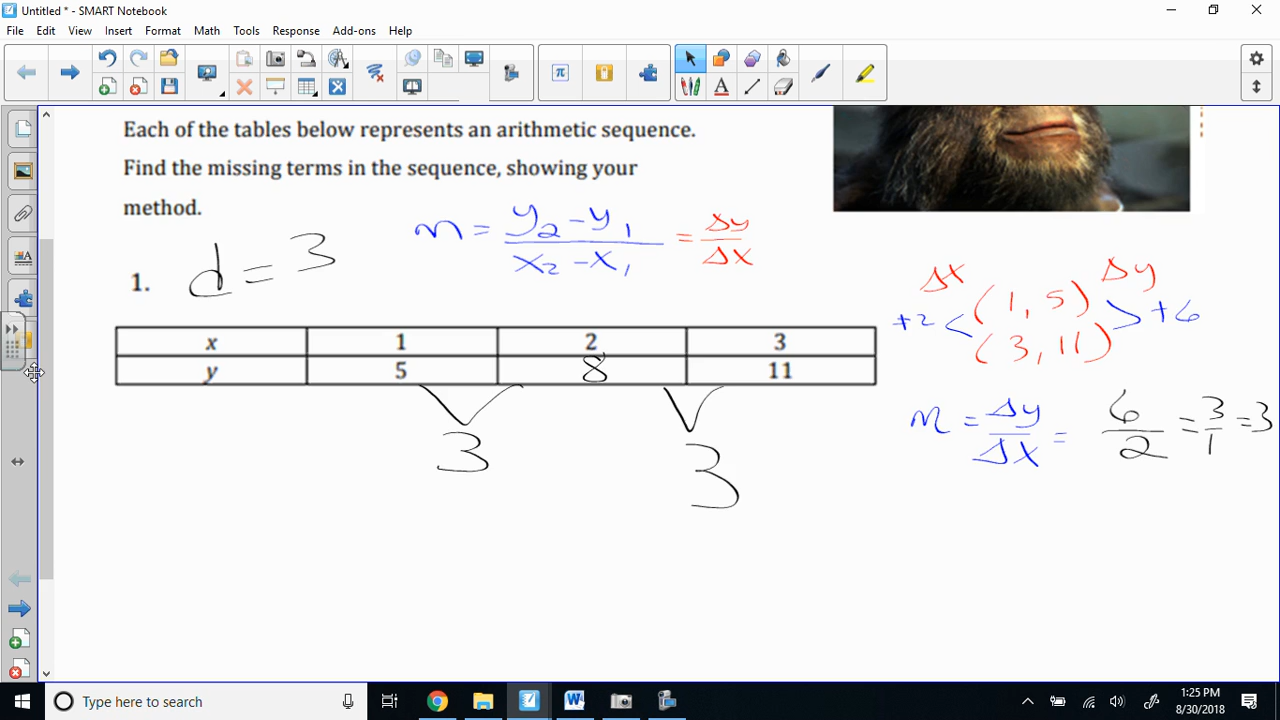 Untitled * - SMART Notebook
File Edit View Insert Format Math Tools Response Add-ons Help
Each of the tables below represents an arithmetic sequence.
Find the missing terms in the sequence, showing your
method.
m = y₂ - y₁ / x₂ - x₁ = Δy / Δx
1. d = 3
Δx Δy
+2 < (1, 5) > +6
(3, 11)
x 1 2 3
y 5 8 11
3 3
m = Δy / Δx = 6 / 2 = 3 / 1 = 3
Type here to search
1:25 PM
8/30/2018